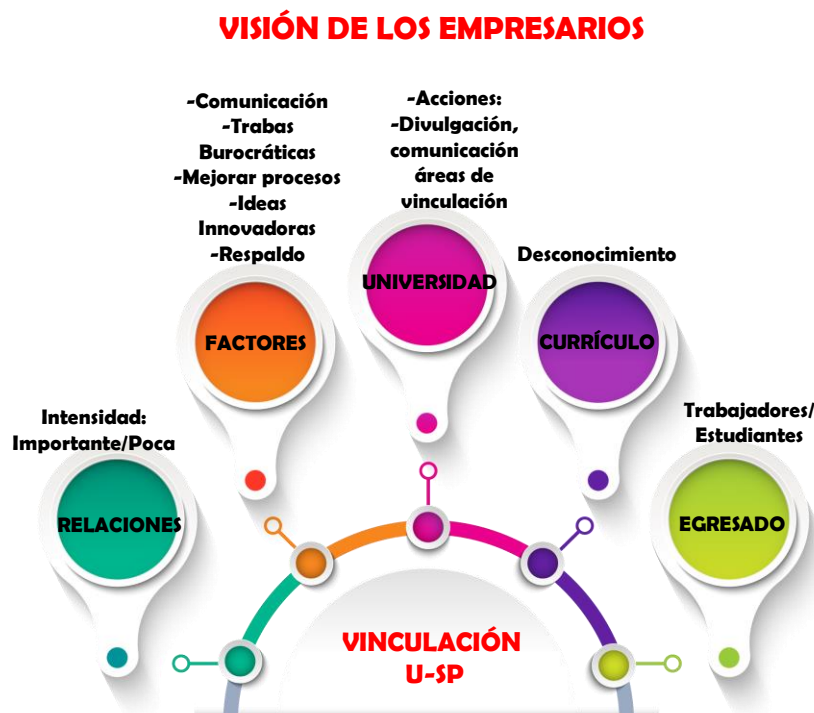 VISIÓN DE LOS EMPRESARIOS
-Comunicación
-Trabas
Burocráticas
-Mejorar procesos
-Ideas
Innovadoras
-Respaldo
-Acciones:
-Divulgación,
comunicación
áreas de
vinculación
Desconocimiento
UNIVERSIDAD
FACTORES
CURRÍCULO
Intensidad:
Importante/Poca
Trabajadores/
Estudiantes
RELACIONES
EGRESADO
VINCULACIÓN
U-SP